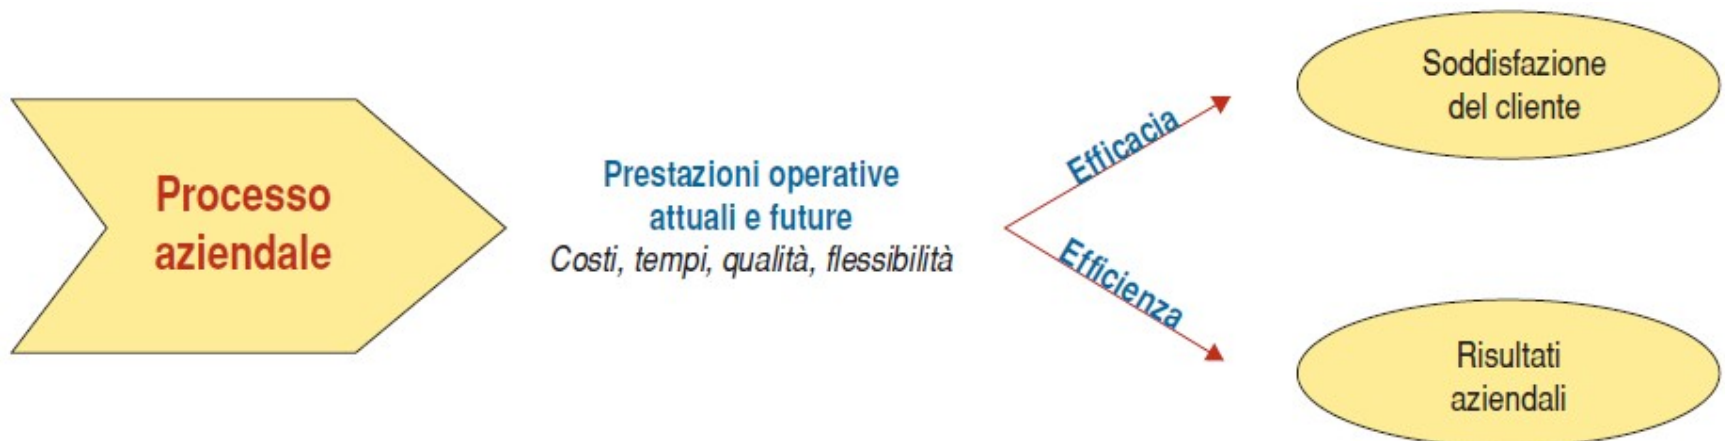 Processo
aziendale
Prestazioni operative
attuali e future
Costi, tempi, qualità, flessibilità
Efficacia
Efficienza
Soddisfazione
del cliente
Risultati
aziendali